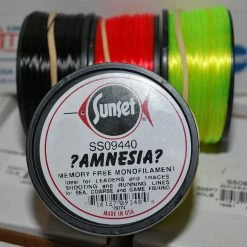 Sunset
SS09440
?AMNESIA?
MEMORY FREE MONOFILAMENT
Ideal for LEADERS and TRACES
SHOOTING and RUNNING LINES
for SEA, COARSE and GAME FISHING
MADE IN USA